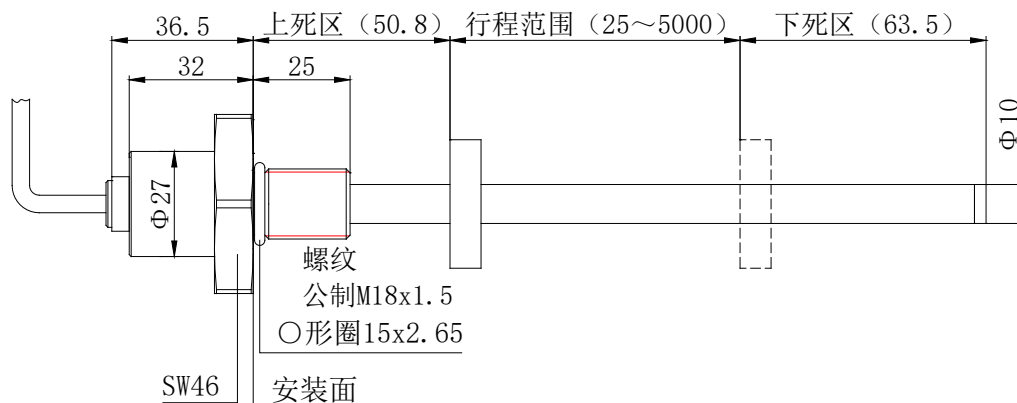 36.5
上死区（50.8）
行程范围（25～5000）
下死区（63.5）
32
25
Φ10
Φ27
螺纹
公制M18x1.5
○形圈15x2.65
SW46
安装面